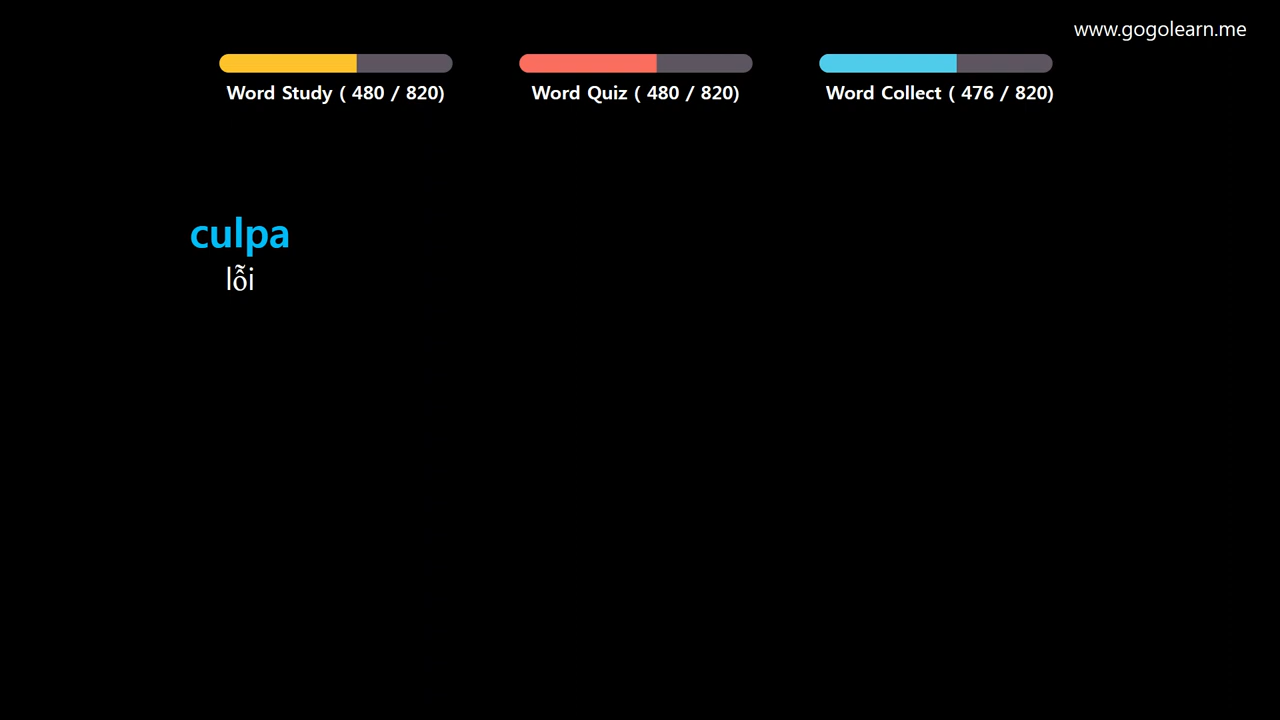 www.gogolearn.me
Word Study ( 480 / 820)
Word Quiz ( 480 / 820)
Word Collect ( 476 / 820)
culpa
lỗi